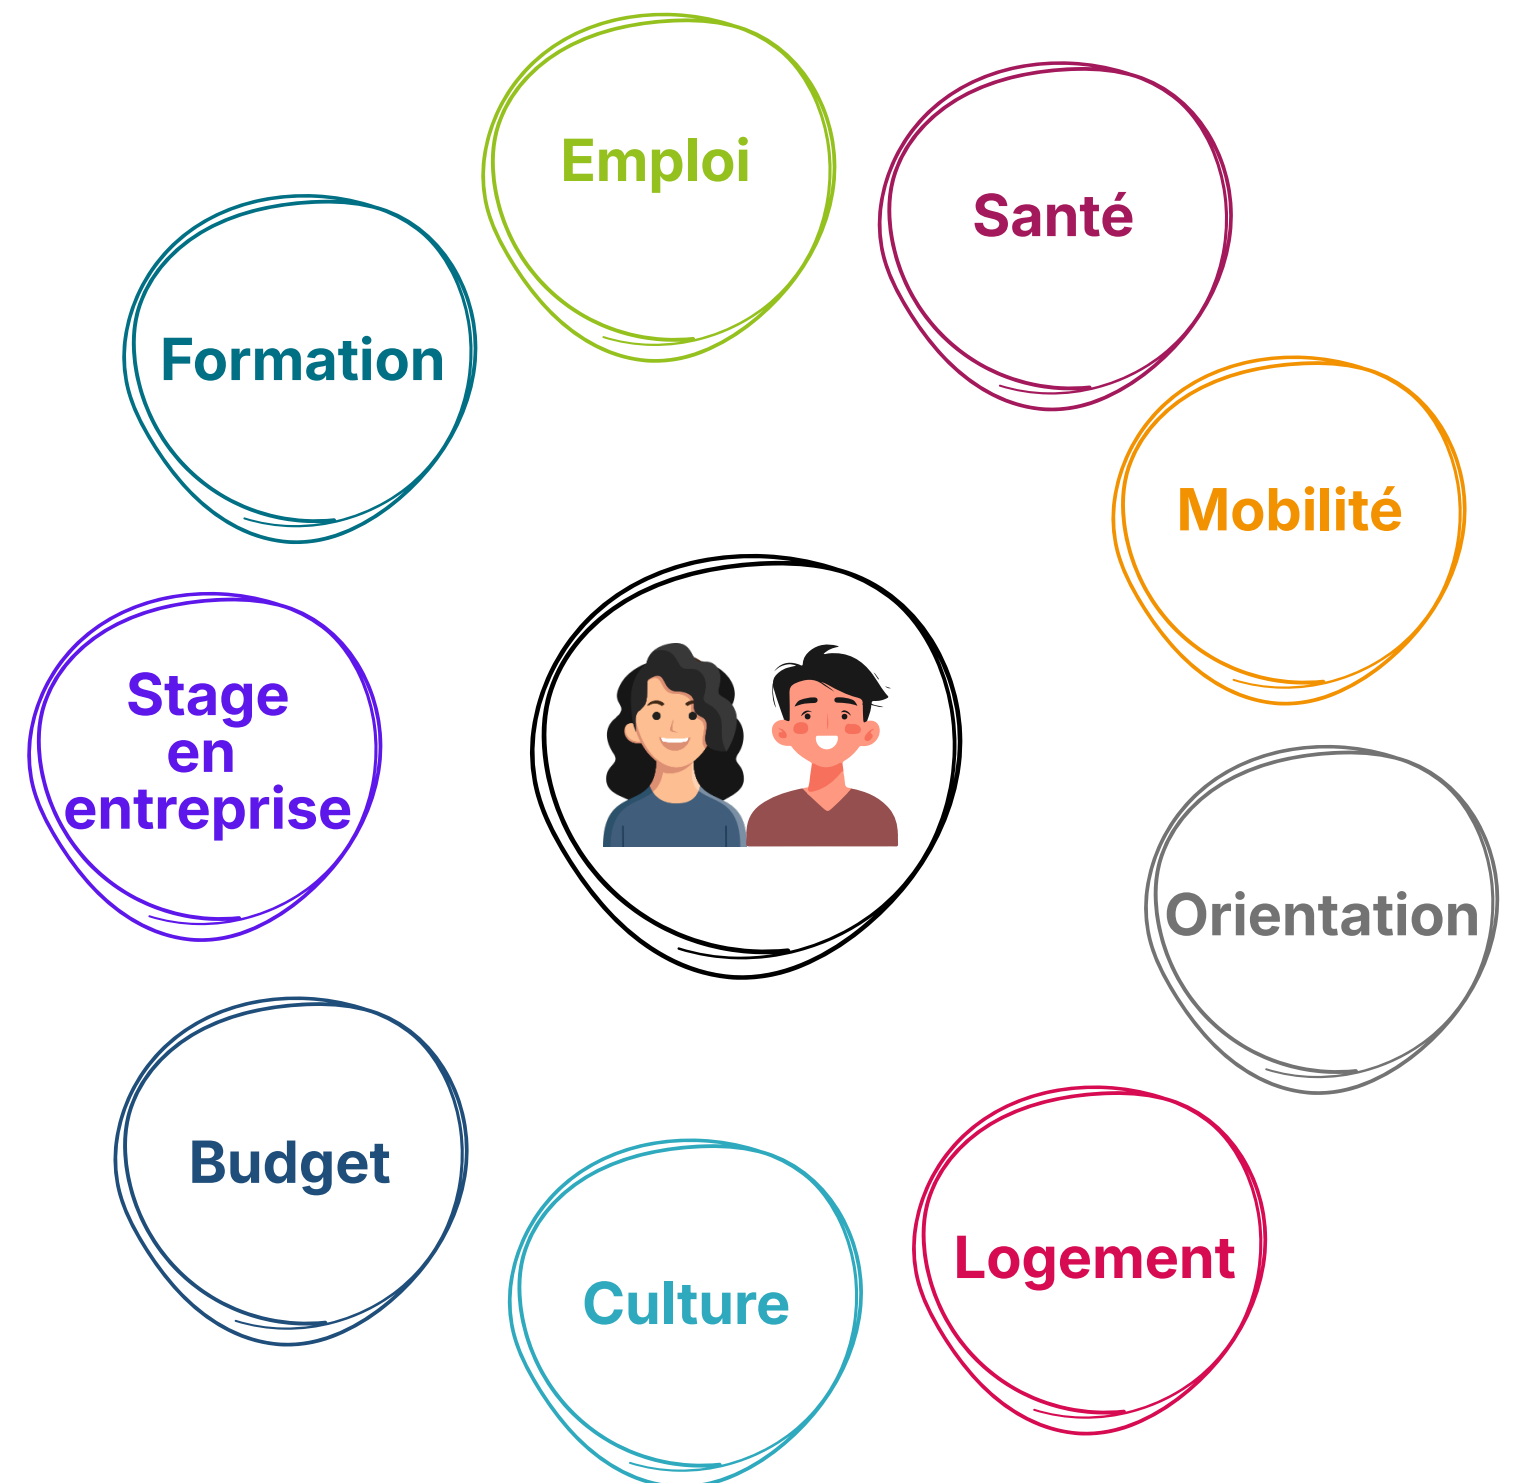 Emploi
Santé
Formation
Mobilité
Stage
en
entreprise
Orientation
Budget
Logement
Culture